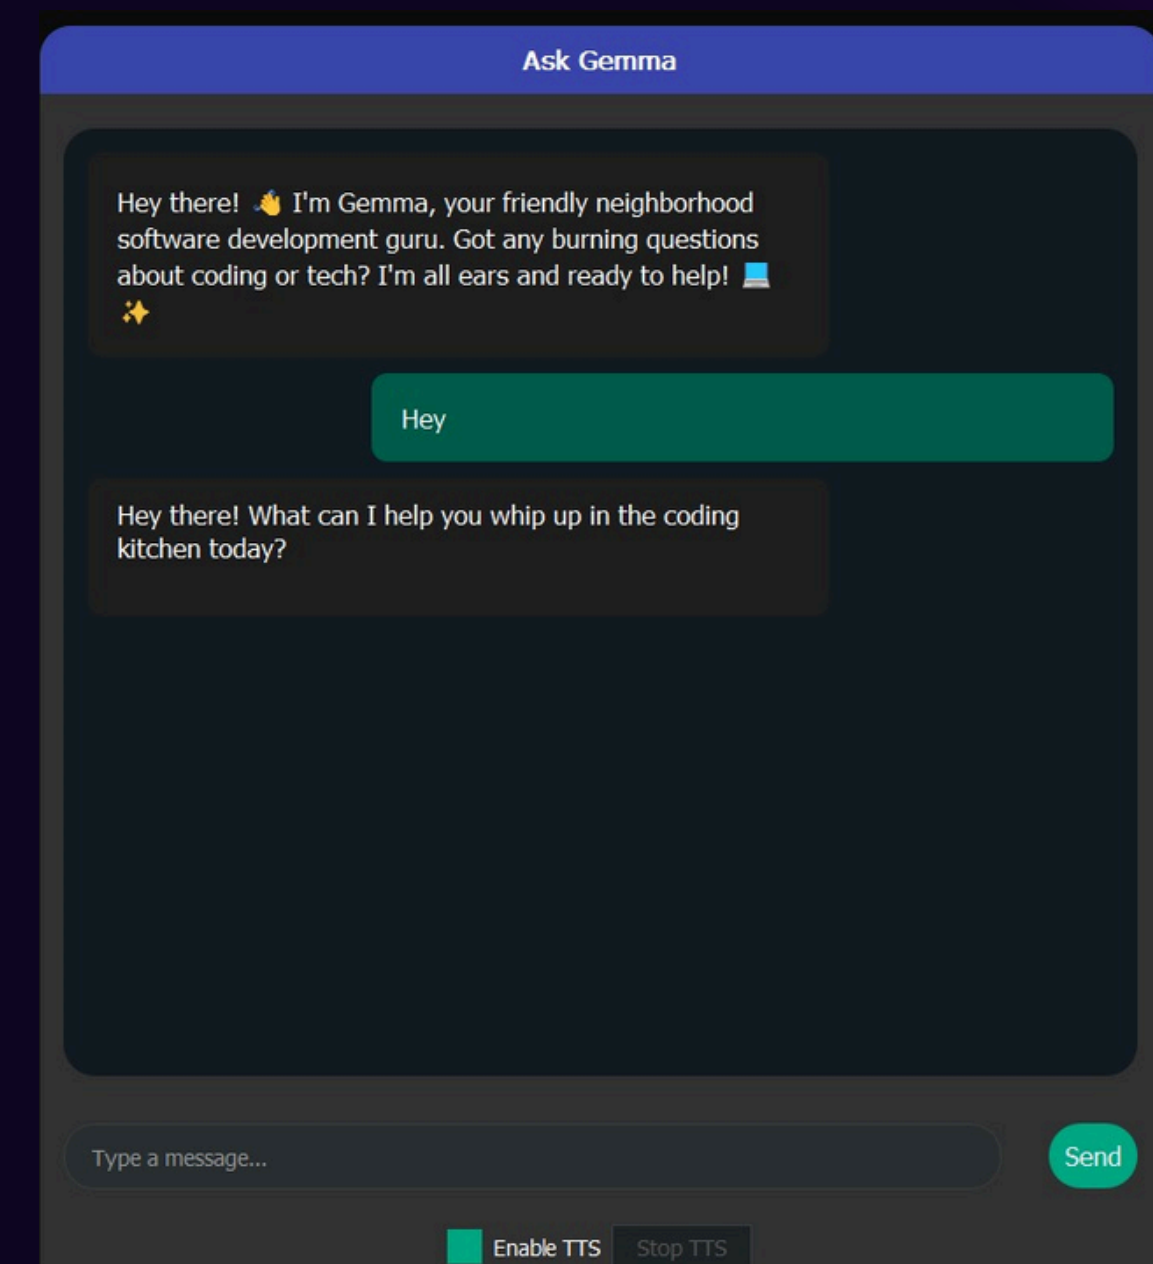 Ask Gemma
Hey there! 👋 I'm Gemma, your friendly neighborhood
software development guru. Got any burning questions
about coding or tech? I'm all ears and ready to help! 💻
✨
Hey
Hey there! What can I help you whip up in the coding
kitchen today?
Type a message...
Send
Enable TTS
Stop TTS